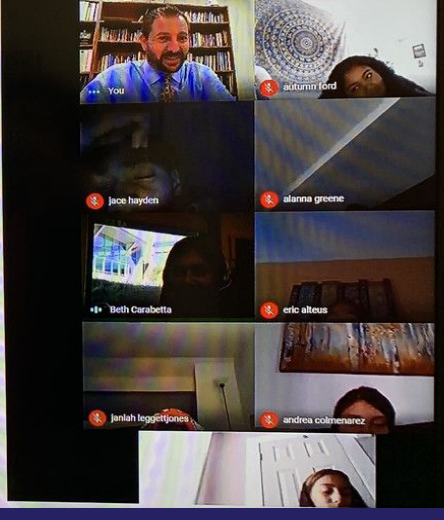 You
autumn ford
jace hayden
alanna greene
Beth Carabetta
eric alteus
janiah leggettjones
andrea colmenarez